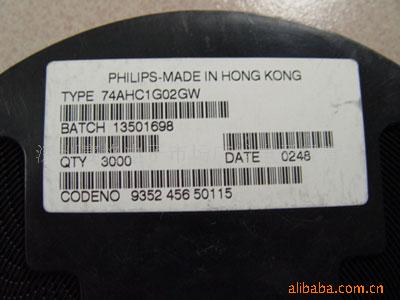 PHILIPS-MADE IN HONG KONG
TYPE 74AHC1G02GW
BATCH 13501698
QTY 3000 DATE 0248
CODENO 9352 456 50115
alibaba.com.cn